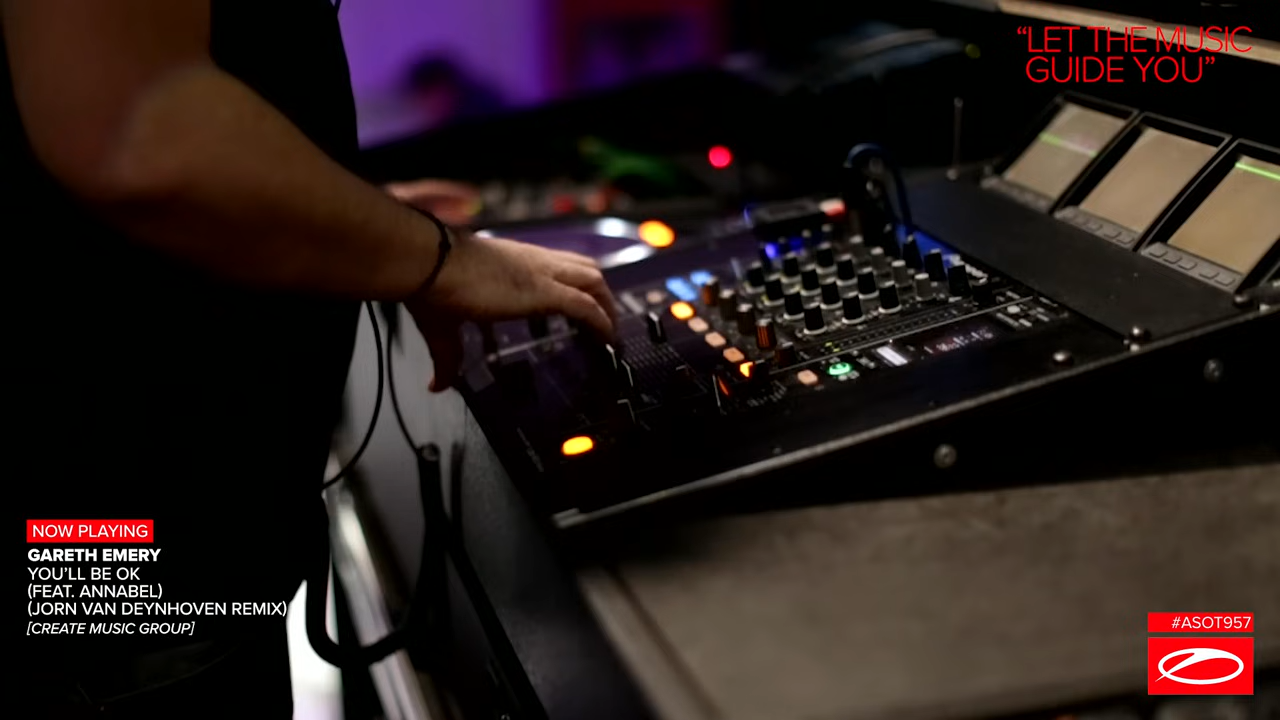 “LET THE MUSIC
GUIDE YOU”
NOW PLAYING
GARETH EMERY
YOU'LL BE OK
(FEAT. ANNABEL)
(JORN VAN DEYNHOVEN REMIX)
[CREATE MUSIC GROUP]
#ASOT957